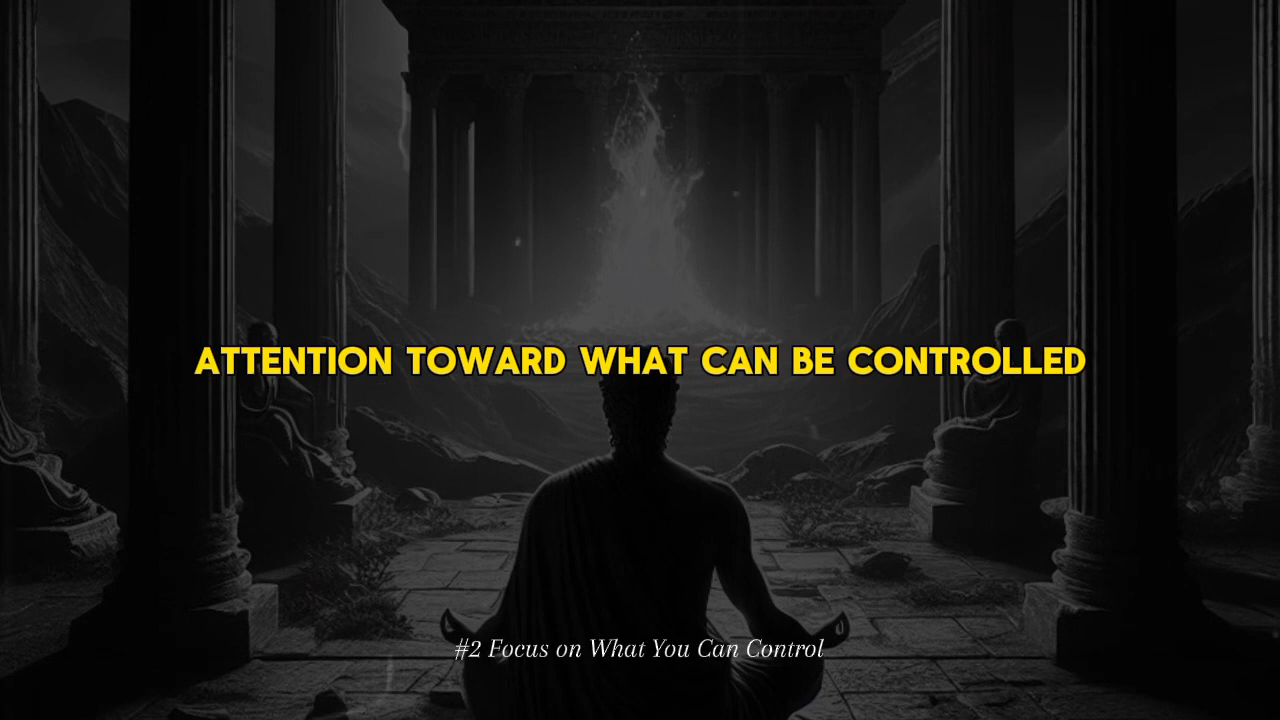 ATTENTION TOWARD WHAT CAN BE CONTROLLED
#2 Focus on What You Can Control